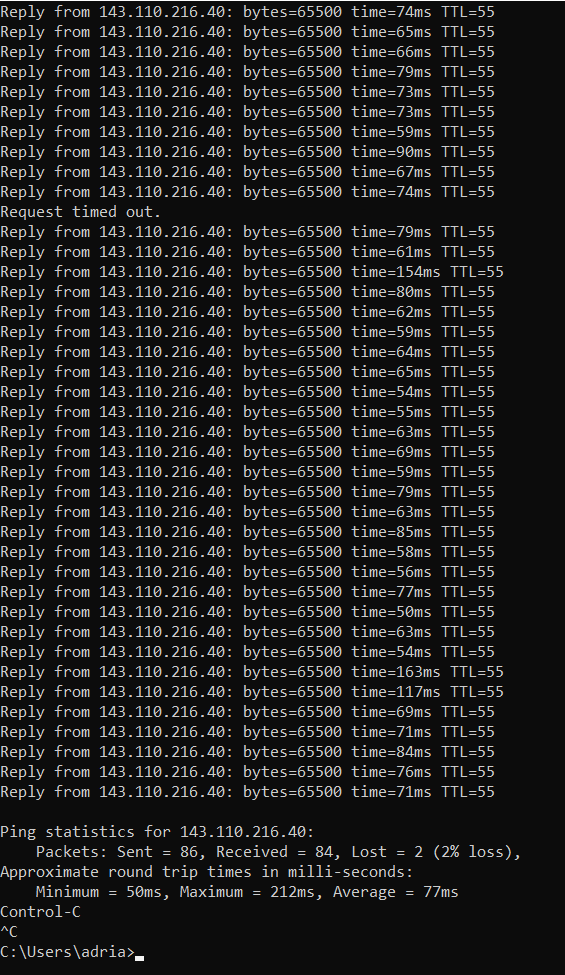 Reply from 143.110.216.40: bytes=65500 time=74ms TTL=55
Reply from 143.110.216.40: bytes=65500 time=65ms TTL=55
Reply from 143.110.216.40: bytes=65500 time=66ms TTL=55
Reply from 143.110.216.40: bytes=65500 time=79ms TTL=55
Reply from 143.110.216.40: bytes=65500 time=73ms TTL=55
Reply from 143.110.216.40: bytes=65500 time=73ms TTL=55
Reply from 143.110.216.40: bytes=65500 time=59ms TTL=55
Reply from 143.110.216.40: bytes=65500 time=90ms TTL=55
Reply from 143.110.216.40: bytes=65500 time=67ms TTL=55
Reply from 143.110.216.40: bytes=65500 time=74ms TTL=55
Request timed out.
Reply from 143.110.216.40: bytes=65500 time=79ms TTL=55
Reply from 143.110.216.40: bytes=65500 time=61ms TTL=55
Reply from 143.110.216.40: bytes=65500 time=154ms TTL=55
Reply from 143.110.216.40: bytes=65500 time=80ms TTL=55
Reply from 143.110.216.40: bytes=65500 time=62ms TTL=55
Reply from 143.110.216.40: bytes=65500 time=59ms TTL=55
Reply from 143.110.216.40: bytes=65500 time=64ms TTL=55
Reply from 143.110.216.40: bytes=65500 time=65ms TTL=55
Reply from 143.110.216.40: bytes=65500 time=54ms TTL=55
Reply from 143.110.216.40: bytes=65500 time=55ms TTL=55
Reply from 143.110.216.40: bytes=65500 time=63ms TTL=55
Reply from 143.110.216.40: bytes=65500 time=69ms TTL=55
Reply from 143.110.216.40: bytes=65500 time=59ms TTL=55
Reply from 143.110.216.40: bytes=65500 time=79ms TTL=55
Reply from 143.110.216.40: bytes=65500 time=63ms TTL=55
Reply from 143.110.216.40: bytes=65500 time=85ms TTL=55
Reply from 143.110.216.40: bytes=65500 time=58ms TTL=55
Reply from 143.110.216.40: bytes=65500 time=56ms TTL=55
Reply from 143.110.216.40: bytes=65500 time=77ms TTL=55
Reply from 143.110.216.40: bytes=65500 time=50ms TTL=55
Reply from 143.110.216.40: bytes=65500 time=63ms TTL=55
Reply from 143.110.216.40: bytes=65500 time=54ms TTL=55
Reply from 143.110.216.40: bytes=65500 time=163ms TTL=55
Reply from 143.110.216.40: bytes=65500 time=117ms TTL=55
Reply from 143.110.216.40: bytes=65500 time=69ms TTL=55
Reply from 143.110.216.40: bytes=65500 time=71ms TTL=55
Reply from 143.110.216.40: bytes=65500 time=84ms TTL=55
Reply from 143.110.216.40: bytes=65500 time=76ms TTL=55
Reply from 143.110.216.40: bytes=65500 time=71ms TTL=55

Ping statistics for 143.110.216.40:
    Packets: Sent = 86, Received = 84, Lost = 2 (2% loss),
Approximate round trip times in milli-seconds:
    Minimum = 50ms, Maximum = 212ms, Average = 77ms
Control-C
^C
C:\Users\adria>